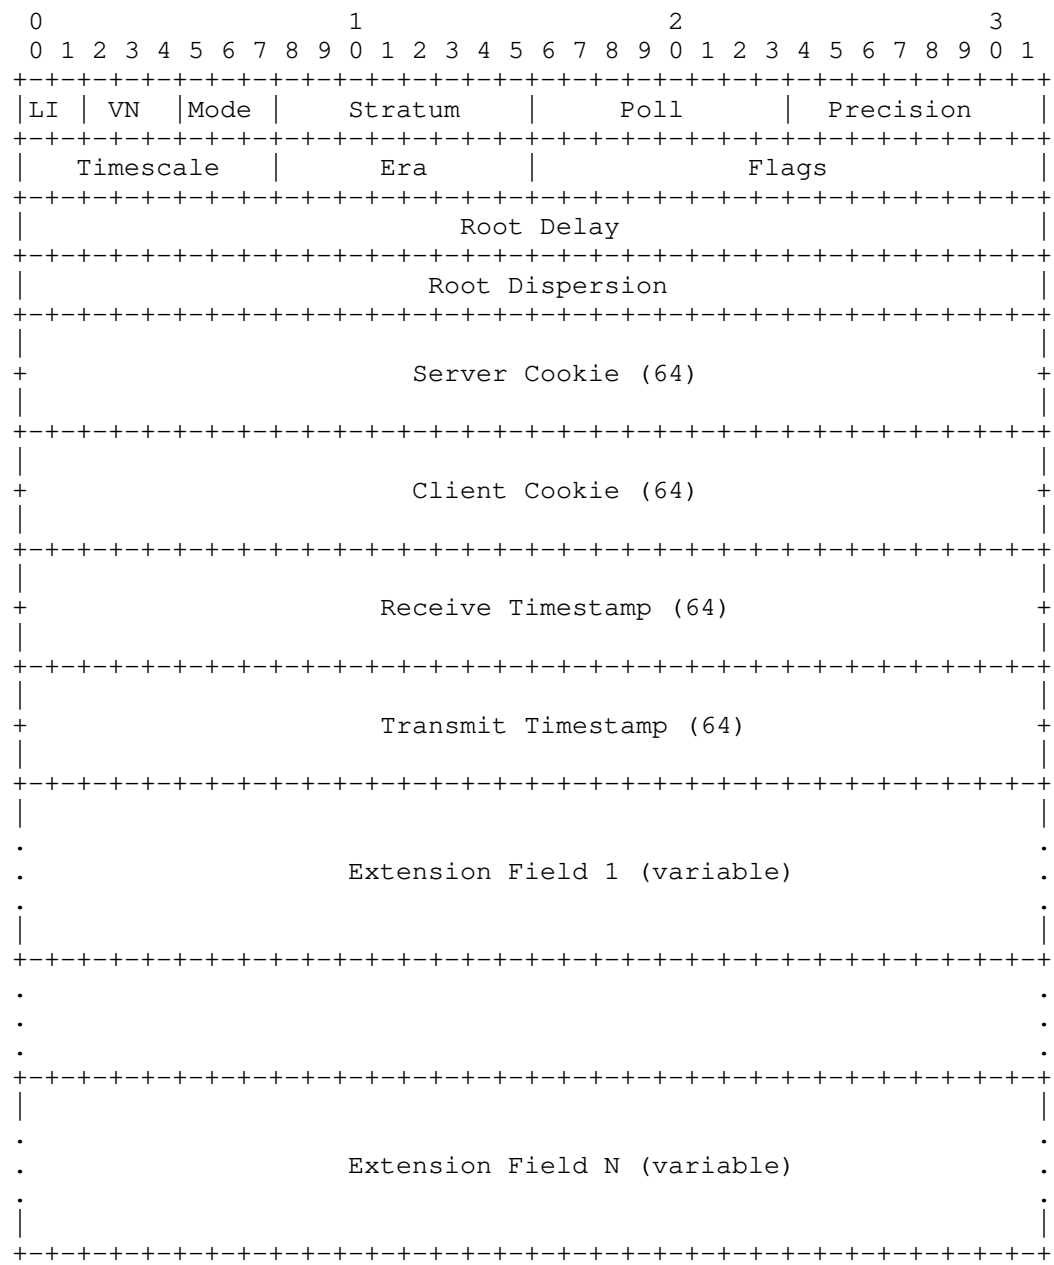 0                   1                   2                   3
 0 1 2 3 4 5 6 7 8 9 0 1 2 3 4 5 6 7 8 9 0 1 2 3 4 5 6 7 8 9 0 1
+-+-+-+-+-+-+-+-+-+-+-+-+-+-+-+-+-+-+-+-+-+-+-+-+-+-+-+-+-+-+-+-+
|LI | VN  |Mode |    Stratum    |      Poll     |  Precision    |
+-+-+-+-+-+-+-+-+-+-+-+-+-+-+-+-+-+-+-+-+-+-+-+-+-+-+-+-+-+-+-+-+
|   Timescale   |      Era      |             Flags             |
+-+-+-+-+-+-+-+-+-+-+-+-+-+-+-+-+-+-+-+-+-+-+-+-+-+-+-+-+-+-+-+-+
|                           Root Delay                          |
+-+-+-+-+-+-+-+-+-+-+-+-+-+-+-+-+-+-+-+-+-+-+-+-+-+-+-+-+-+-+-+-+
|                         Root Dispersion                       |
+-+-+-+-+-+-+-+-+-+-+-+-+-+-+-+-+-+-+-+-+-+-+-+-+-+-+-+-+-+-+-+-+
|                                                               |
+                        Server Cookie (64)                     +
|                                                               |
+-+-+-+-+-+-+-+-+-+-+-+-+-+-+-+-+-+-+-+-+-+-+-+-+-+-+-+-+-+-+-+-+
|                                                               |
+                        Client Cookie (64)                     +
|                                                               |
+-+-+-+-+-+-+-+-+-+-+-+-+-+-+-+-+-+-+-+-+-+-+-+-+-+-+-+-+-+-+-+-+
|                                                               |
+                      Receive Timestamp (64)                   +
|                                                               |
+-+-+-+-+-+-+-+-+-+-+-+-+-+-+-+-+-+-+-+-+-+-+-+-+-+-+-+-+-+-+-+-+
|                                                               |
+                      Transmit Timestamp (64)                  +
|                                                               |
+-+-+-+-+-+-+-+-+-+-+-+-+-+-+-+-+-+-+-+-+-+-+-+-+-+-+-+-+-+-+-+-+
|                                                               |
.                                                               .
.                    Extension Field 1 (variable)               .
.                                                               .
|                                                               |
+-+-+-+-+-+-+-+-+-+-+-+-+-+-+-+-+-+-+-+-+-+-+-+-+-+-+-+-+-+-+-+-+
.                                                               .
.                                                               .
.                                                               .
+-+-+-+-+-+-+-+-+-+-+-+-+-+-+-+-+-+-+-+-+-+-+-+-+-+-+-+-+-+-+-+-+
|                                                               |
.                                                               .
.                    Extension Field N (variable)               .
.                                                               .
|                                                               |
+-+-+-+-+-+-+-+-+-+-+-+-+-+-+-+-+-+-+-+-+-+-+-+-+-+-+-+-+-+-+-+-+